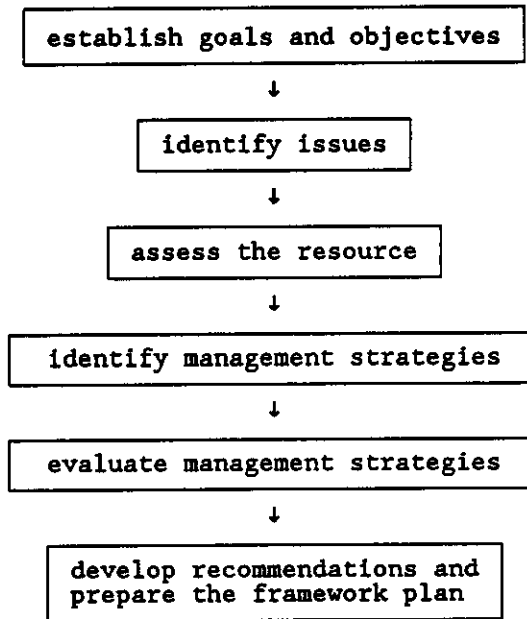 establish goals and objectives
↓
identify issues
↓
assess the resource
↓
identify management strategies
↓
evaluate management strategies
↓
develop recommendations and
prepare the framework plan